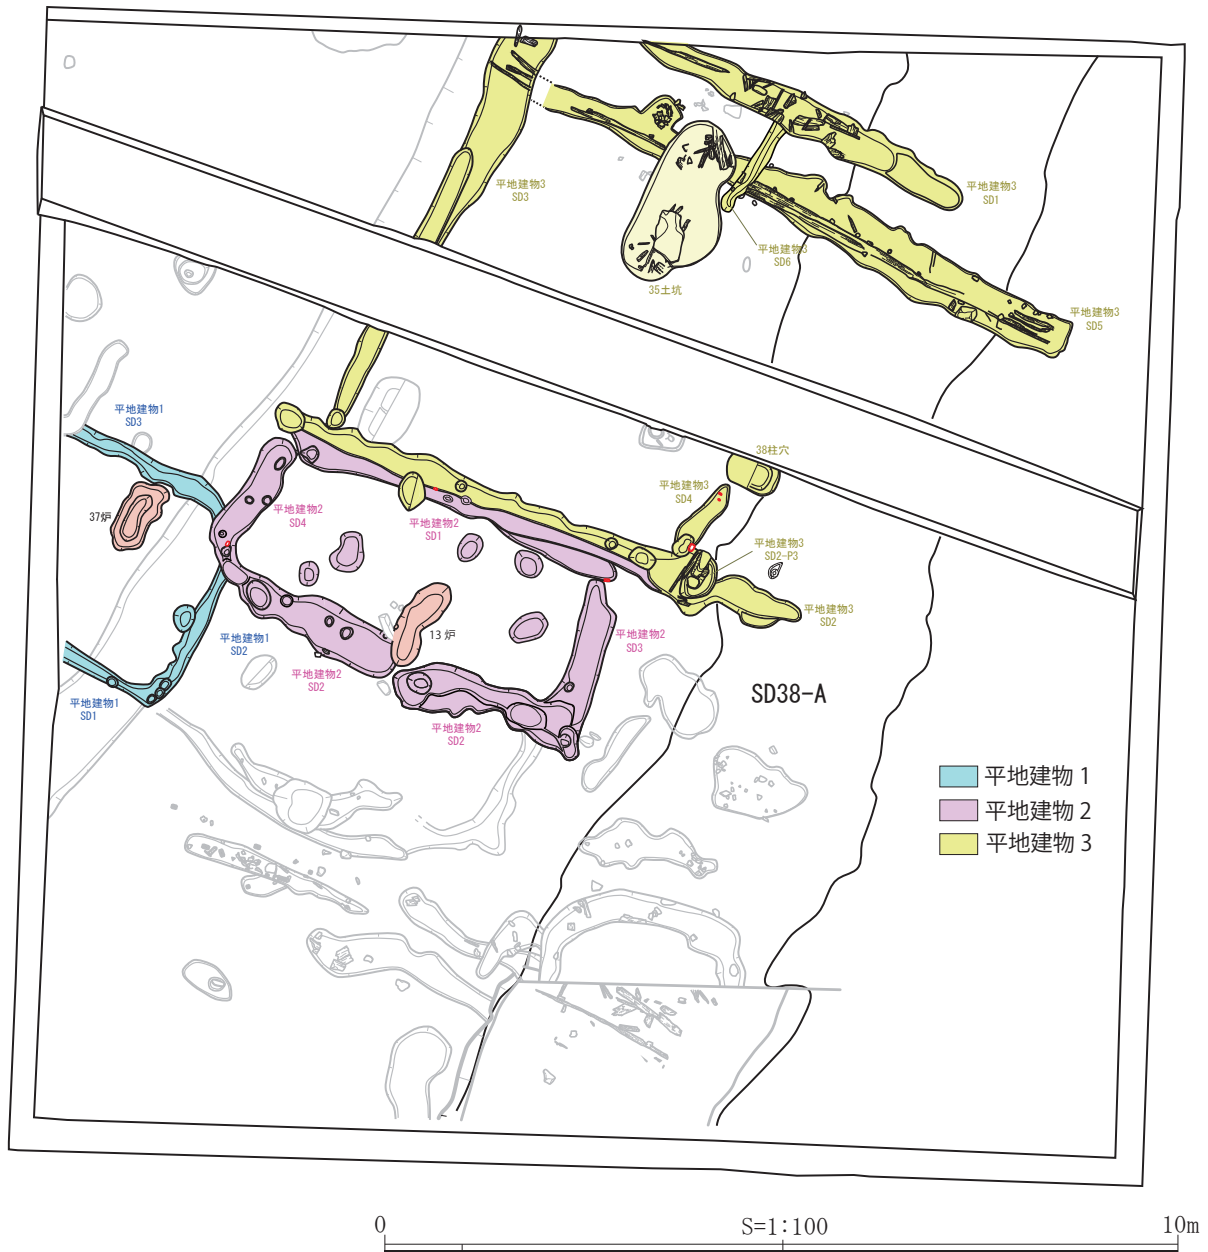 平地建物3
SD3
平地建物3
SD1
平地建物3
SD6
35土坑
平地建物3
SD5
平地建物1
SD3
37炉
平地建物2
SD4
平地建物2
SD1
38柱穴
平地建物3
SD4
平地建物3
SD2-P3
平地建物3
SD2
13炉
平地建物2
SD3
平地建物1
SD2
平地建物2
SD2
平地建物1
SD1
平地建物2
SD2
SD38-A
平地建物1
平地建物2
平地建物3
0
S=1:100
10m